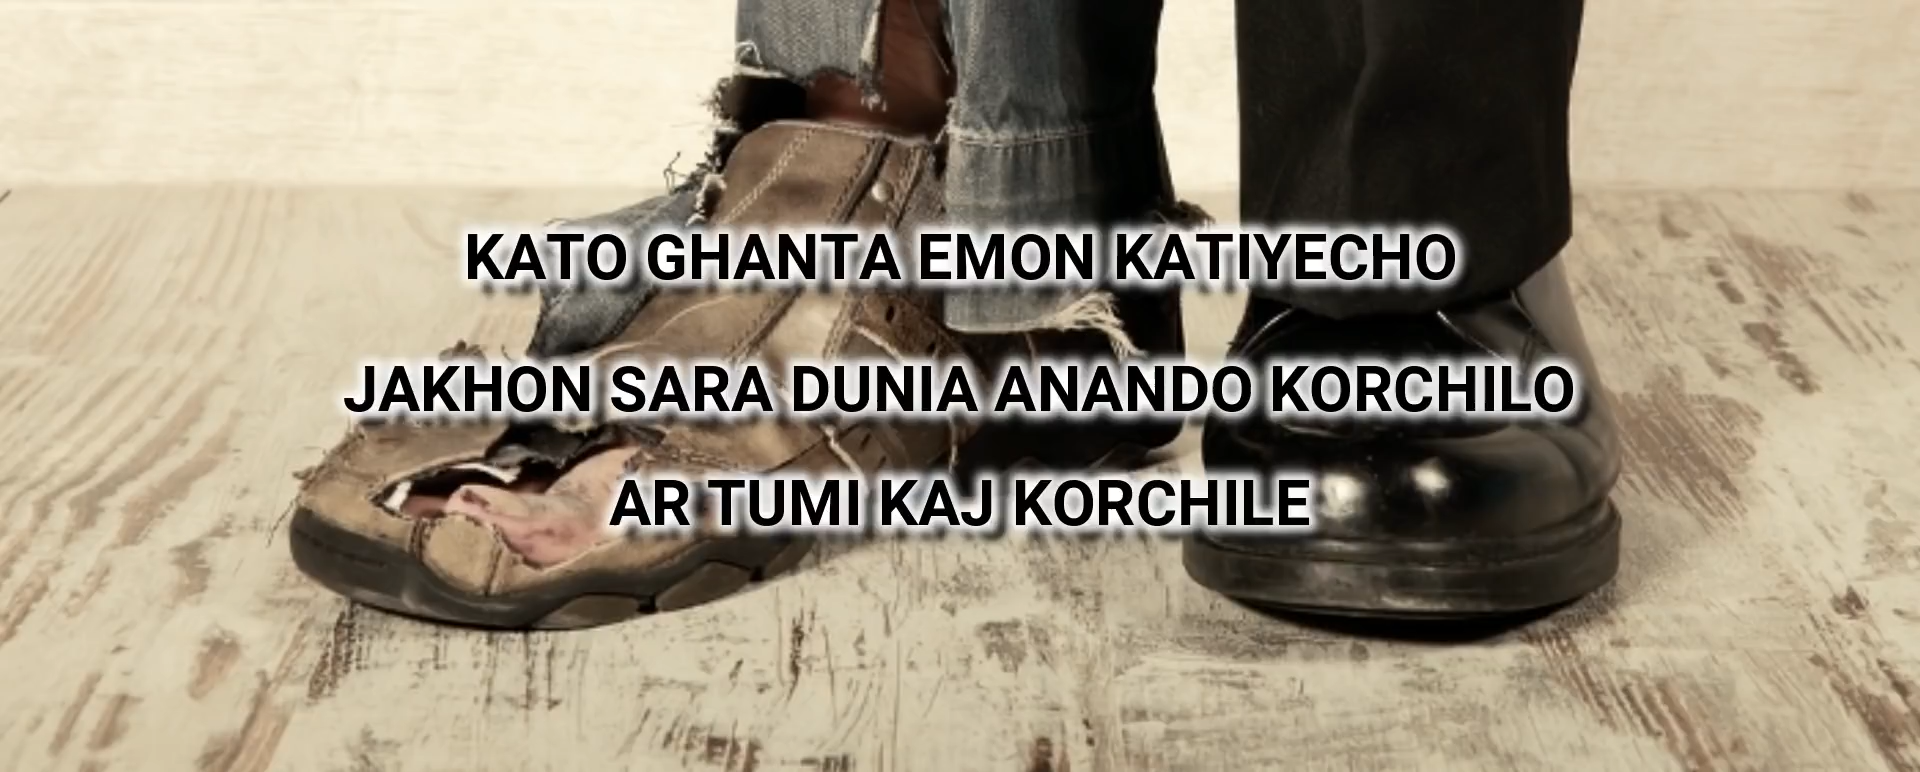 KATO GHANTA EMON KATIYECHO
JAKHON SARA DUNIA ANANDO KORCHILO
AR TUMI KAJ KORCHILE